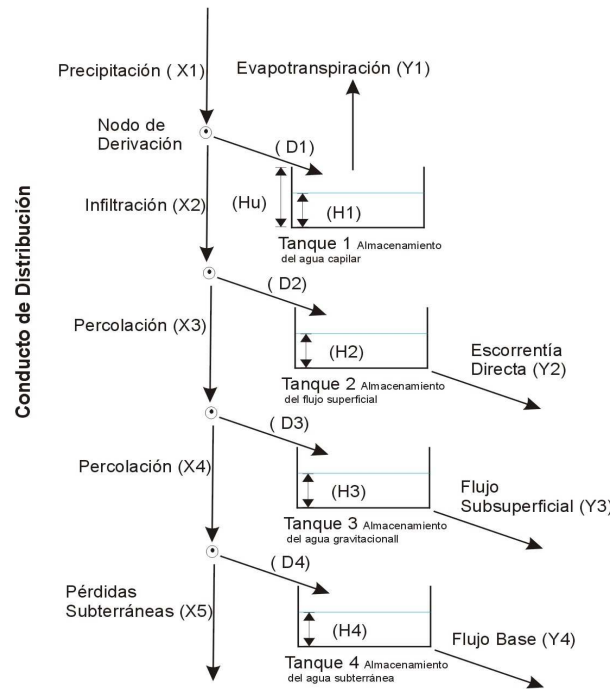 Conducto de Distribución
Precipitación ( X1)
Evapotranspiración (Y1)
Nodo de
Derivación
( D1)
Infiltración (X2)
(Hu)
(H1)
Tanque 1 Almacenamiento
del agua capilar
( D2)
Percolación (X3)
(H2)
Escorrentía
Directa (Y2)
Tanque 2 Almacenamiento
del flujo superficial
( D3)
Percolación (X4)
(H3)
Flujo
Subsuperficial (Y3)
Tanque 3 Almacenamiento
del agua gravitacionall
( D4)
Pérdidas
Subterráneas (X5)
(H4)
Flujo Base (Y4)
Tanque 4 Almacenamiento
del agua subterránea